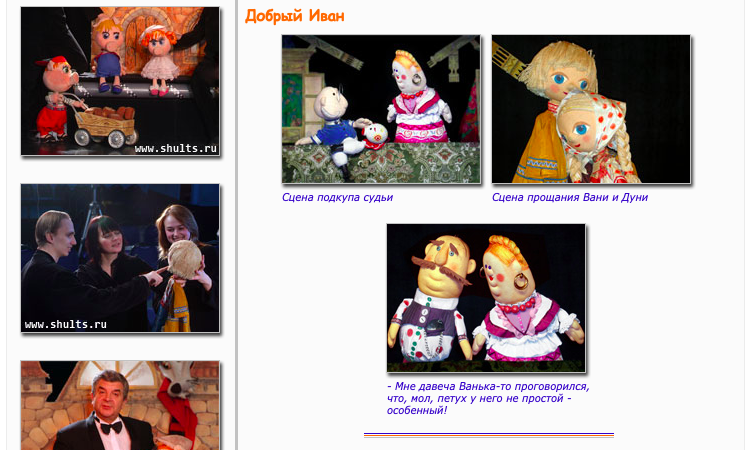 www.shults.ru
www.shults.ru
Добрый Иван
Сцена подкупа судьи
Сцена прощания Вани и Дуни
- Мне давеча Ванька-то проговорился,
что, мол, петух у него не простой -
особенный!